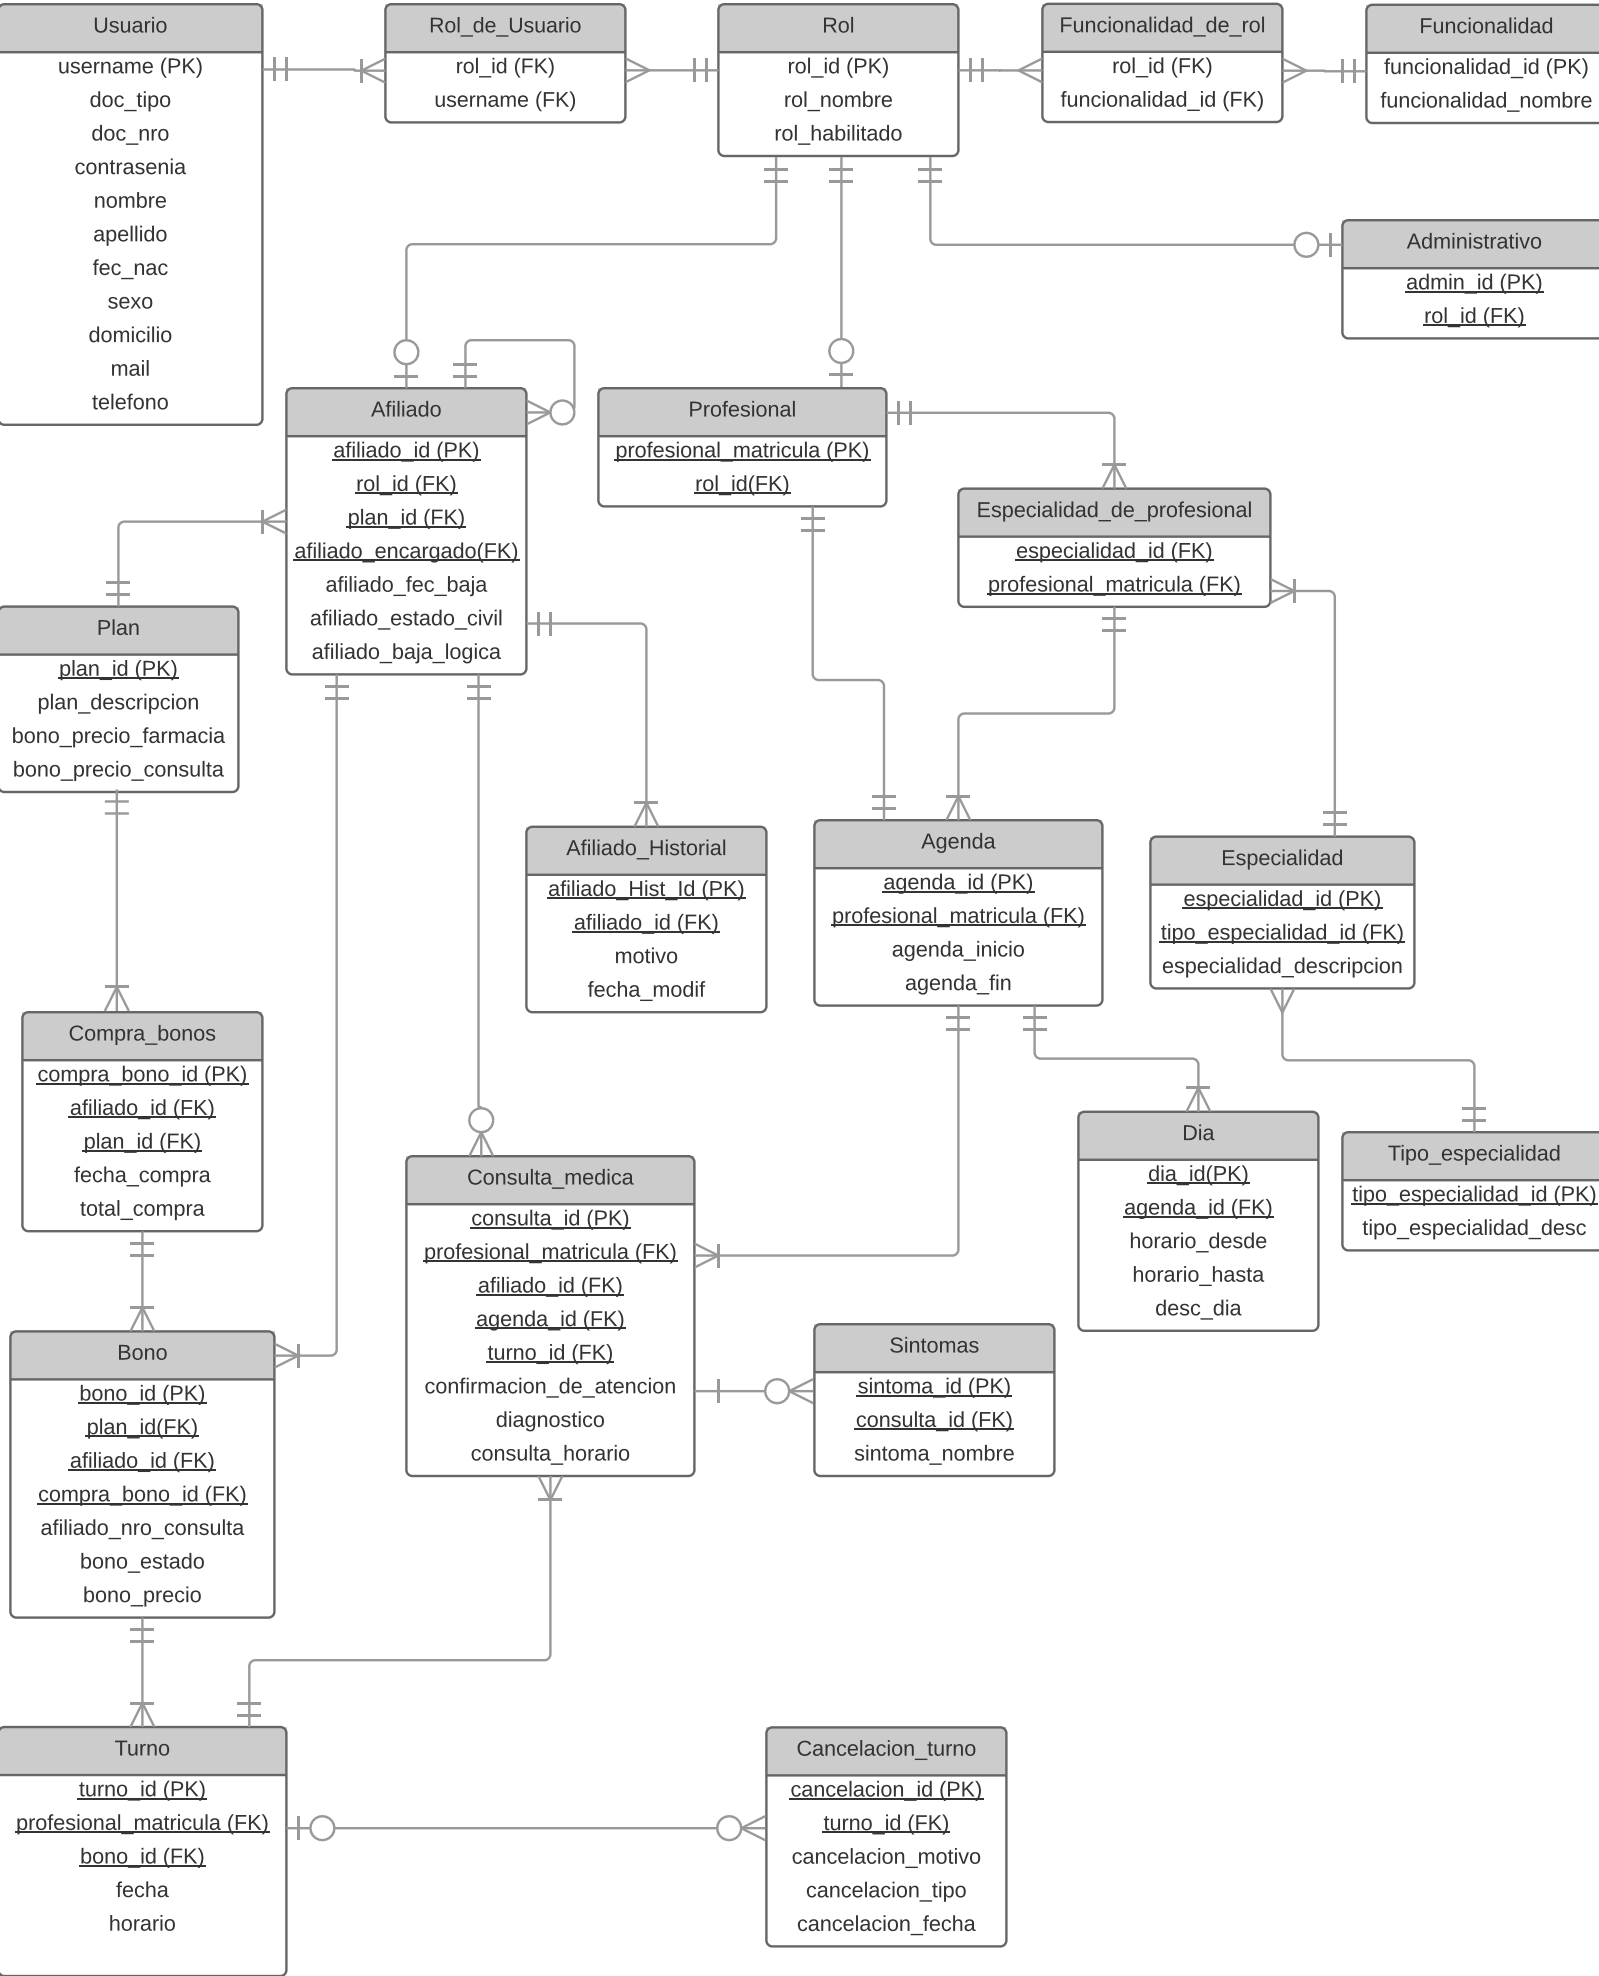 Usuario
username (PK)
doc_tipo
doc_nro
contrasenia
nombre
apellido
fec_nac
sexo
domicilio
mail
telefono
Rol_de_Usuario
rol_id (FK)
username (FK)
Rol
rol_id (PK)
rol_nombre
rol_habilitado
Funcionalidad_de_rol
rol_id (FK)
funcionalidad_id (FK)
Funcionalidad
funcionalidad_id (PK)
funcionalidad_nombre
Administrativo
admin_id (PK)
rol_id (FK)
Afiliado
afiliado_id (PK)
rol_id (FK)
plan_id (FK)
afiliado_encargado(FK)
afiliado_fec_baja
afiliado_estado_civil
afiliado_baja_logica
Profesional
profesional_matricula (PK)
rol_id(FK)
Especialidad_de_profesional
especialidad_id (FK)
profesional_matricula (FK)
Plan
plan_id (PK)
plan_descripcion
bono_precio_farmacia
bono_precio_consulta
Afiliado_Historial
afiliado_Hist_Id (PK)
afiliado_id (FK)
motivo
fecha_modif
Agenda
agenda_id (PK)
profesional_matricula (FK)
agenda_inicio
agenda_fin
Especialidad
especialidad_id (PK)
tipo_especialidad_id (FK)
especialidad_descripcion
Compra_bonos
compra_bono_id (PK)
afiliado_id (FK)
plan_id (FK)
fecha_compra
total_compra
Consulta_medica
consulta_id (PK)
profesional_matricula (FK)
afiliado_id (FK)
agenda_id (FK)
turno_id (FK)
confirmacion_de_atencion
diagnostico
consulta_horario
Dia
dia_id(PK)
agenda_id (FK)
horario_desde
horario_hasta
desc_dia
Tipo_especialidad
tipo_especialidad_id (PK)
tipo_especialidad_desc
Bono
bono_id (PK)
plan_id(FK)
afiliado_id (FK)
compra_bono_id (FK)
afiliado_nro_consulta
bono_estado
bono_precio
Sintomas
sintoma_id (PK)
consulta_id (FK)
sintoma_nombre
Turno
turno_id (PK)
profesional_matricula (FK)
bono_id (FK)
fecha
horario
Cancelacion_turno
cancelacion_id (PK)
turno_id (FK)
cancelacion_motivo
cancelacion_tipo
cancelacion_fecha